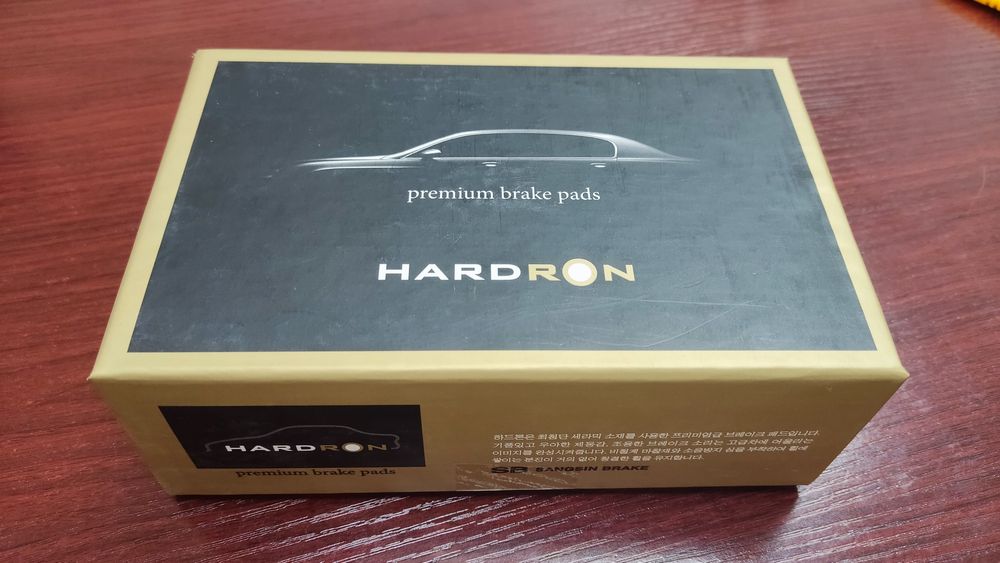 premium brake pads
HARDRON
HARDRON
premium brake pads
하드론은 최첨단 세라믹 소재를 사용한 프리미엄급 브레이크 패드입니다.
기품있고 우아한 제동감, 조용한 브레이크 소리는 고급차에 어울리는
이미지를 완성시켜줍니다. 비철계 마찰재와 소음방지 심을 부착하여 휠에
쌓이는 분진이 거의 없어 청결한 휠을 유지합니다.
SB SANGSIN BRAKE